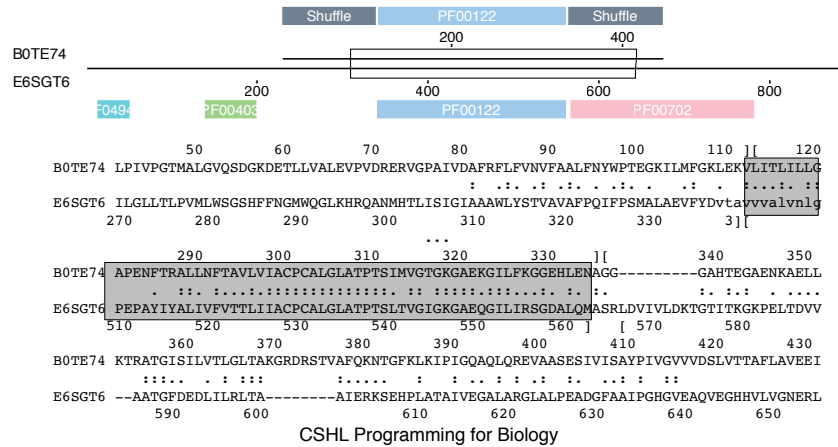 Shuffle PF00122 Shuffle
200 400
B0TE74
E6SGT6
200 400 600 800
PF0494 PF00403 PF00122 PF00702
50 60 70 80 90 100 110 ][ 120
B0TE74 LPIVPGTMALGVQSDGKDETLLVALEVPVDRERVGPAIVDAFRFLFVNVFAALFNYWPTEGKILMFGKLEKVLITLILLG
E6SGT6 ILGLLTLPVMLWSGSHFFNGMWQGLKHRQANMHTLISIGIAAAWLYSTVAVAFPQIFPSMALAEVFYDvtavvvalvnlg
270 280 290 300 310 320 330 3][
...
290 300 310 320 330 ][ 340 350
B0TE74 APENFTRALLNFTAVLVIACPCALGLATPTSIMVGTGKGAEKGILFKGGEHLENAGG---------GAHTEGAENKAELL
E6SGT6 PEPAYIYALIVFVTTLIIACPCALGLATPTSLTVGIGKGAEQGILIRSGDALQMASRLDVIVLDKTGTITKGKPELTDVV
510 520 530 540 550 560 ] [ 570 580
360 370 380 390 400 410 420 430
B0TE74 KTRATGISILVTLGLTAKGRDRSTVAFQKNTGFKLKIPIGQAQLQREVAASESIVISAYPIVGVVVDSLVTTAFLAVEEI
E6SGT6 --AATGFDEDLILRLTA--------AIERKSEHPLATAIVEGALARGLALPEADGFAAIPGHGVEAQVEGHHVLVGNERL
590 600 610 620 630 640 650
CSHL Programming for Biology